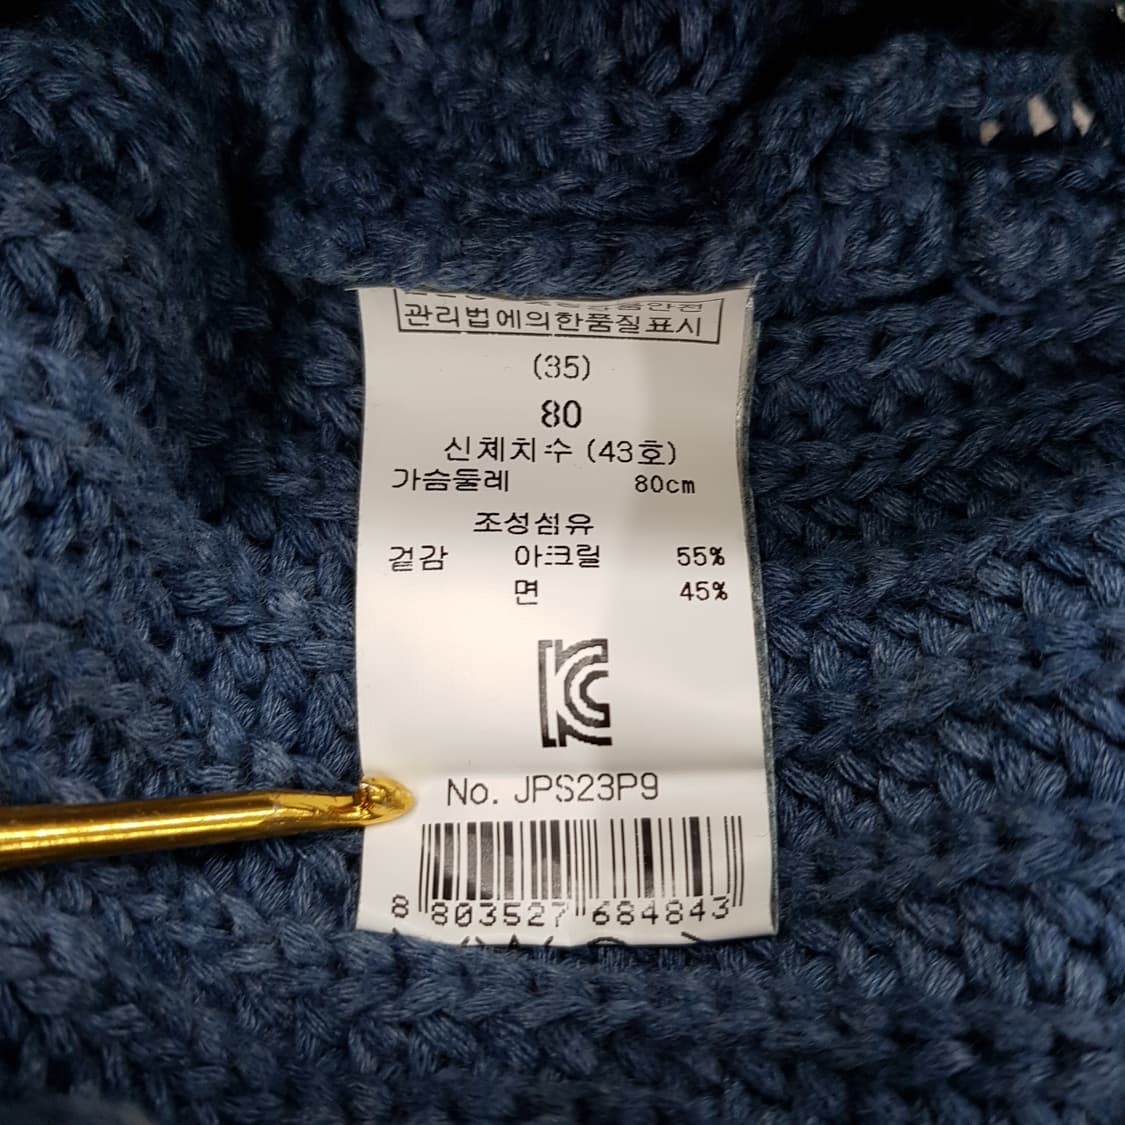 관리법에의한품질표시
(35)
80
신체치수 (43호)
가슴둘레 80cm
조성섬유
겉감 아크릴 55%
면 45%
KC
No. JPS23P9
8 803527 684843